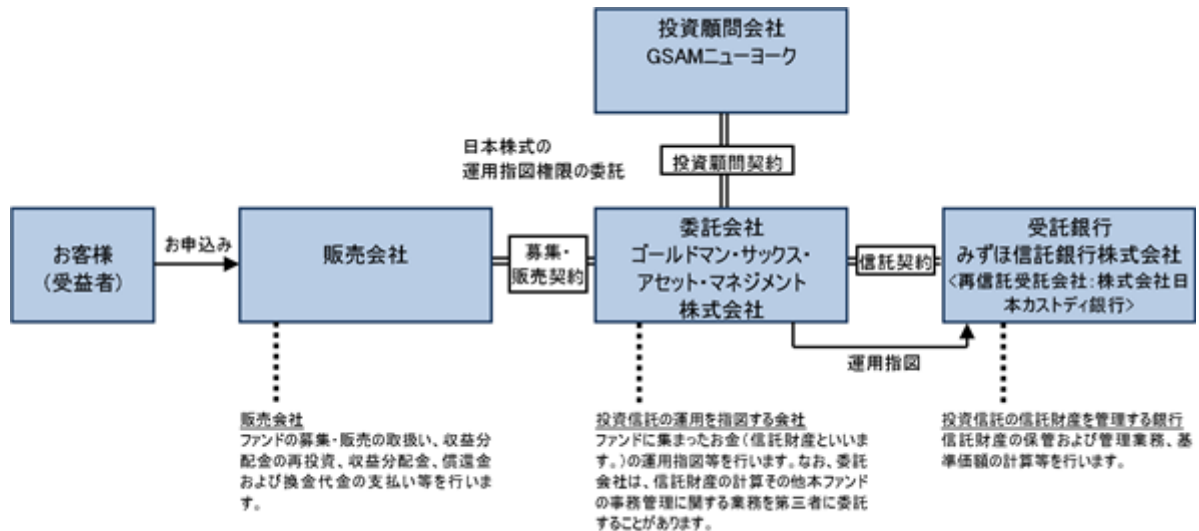 投資顧問会社
GSAMニューヨーク
日本株式の
運用指図権限の委託
投資顧問契約
お客様
（受益者）
お申込み
販売会社
募集・
販売契約
委託会社
ゴールドマン・サックス・
アセット・マネジメント
株式会社
信託契約
受託銀行
みずほ信託銀行株式会社
<再信託受託会社：株式会社日
本カストディ銀行>
運用指図
販売会社
ファンドの募集・販売の取扱い、収益分
配金の再投資、収益分配金、償還金
および換金代金の支払い等を行いま
す。
投資信託の運用を指図する会社
ファンドに集まったお金（信託財産といいま
す。）の運用指図等を行います。なお、委託
会社は、信託財産の計算その他本ファンド
の事務管理に関する業務を第三者に委託
することがあります。
投資信託の信託財産を管理する銀行
信託財産の保管および管理業務、基
準価額の計算等を行います。